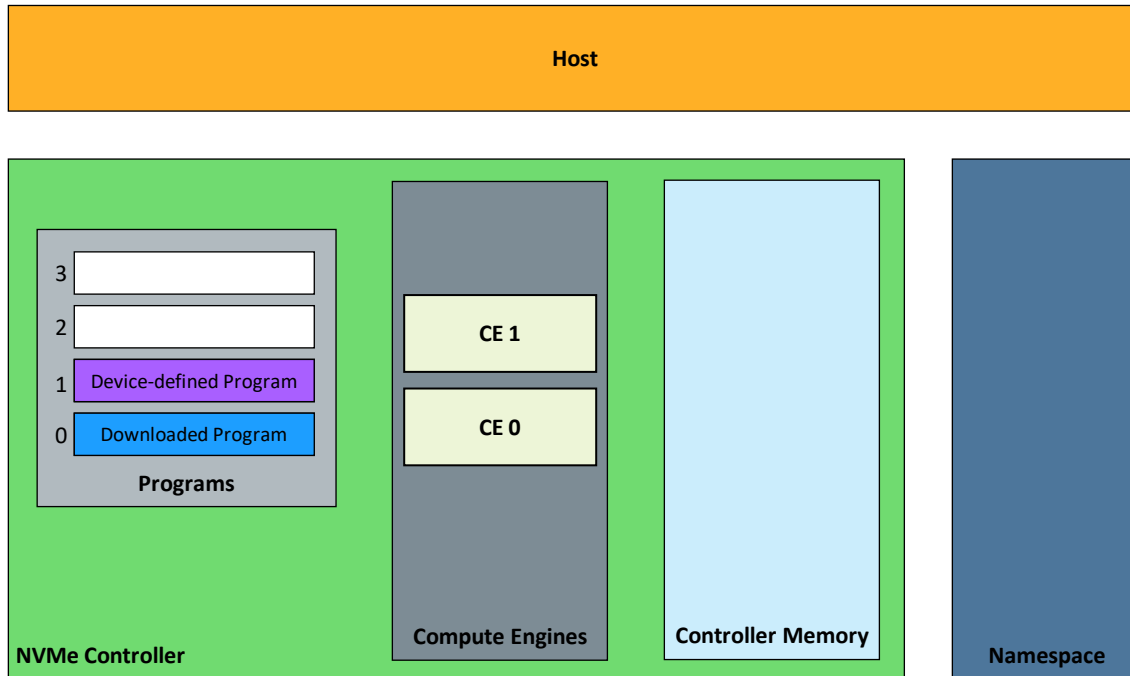 Host
3
2
1 Device-defined Program
0 Downloaded Program
Programs
CE 1
CE 0
Compute Engines
Controller Memory
NVMe Controller
Namespace